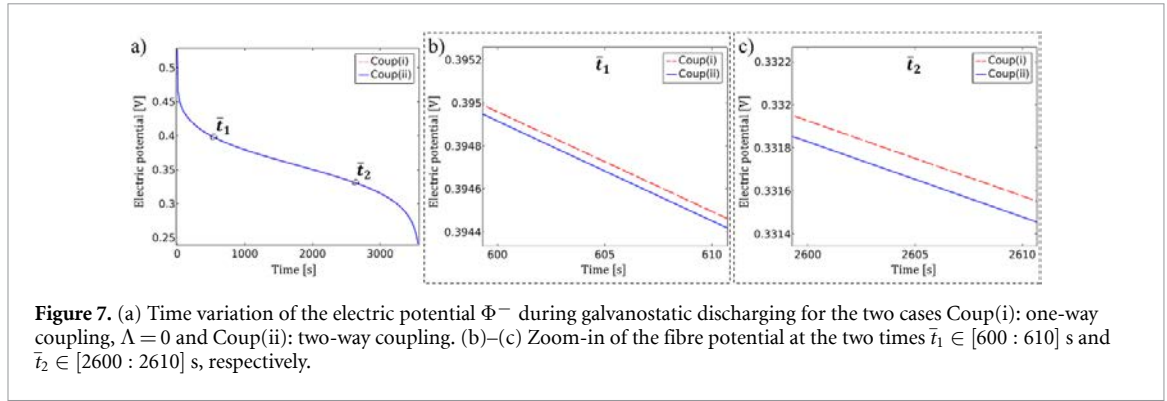 a)
Coup(i)
Coup(ii)
0.5
0.45
0.4
0.35
0.3
0.25
Electric potential [V]
t̄₁
t̄₂
0
1000
2000
3000
Time [s]
b)
t̄₁
Coup(i)
Coup(ii)
0.3952
0.395
0.3948
0.3946
0.3944
Electric potential [V]
600
605
610
Time [s]
c)
t̄₂
Coup(i)
Coup(ii)
0.3322
0.332
0.3318
0.3316
0.3314
Electric potential [V]
2600
2605
2610
Time [s]
Figure 7. (a) Time variation of the electric potential Φ⁻ during galvanostatic discharging for the two cases Coup(i): one-way
coupling, Λ = 0 and Coup(ii): two-way coupling. (b)–(c) Zoom-in of the fibre potential at the two times t̄₁ ∈ [600 : 610] s and
t̄₂ ∈ [2600 : 2610] s, respectively.